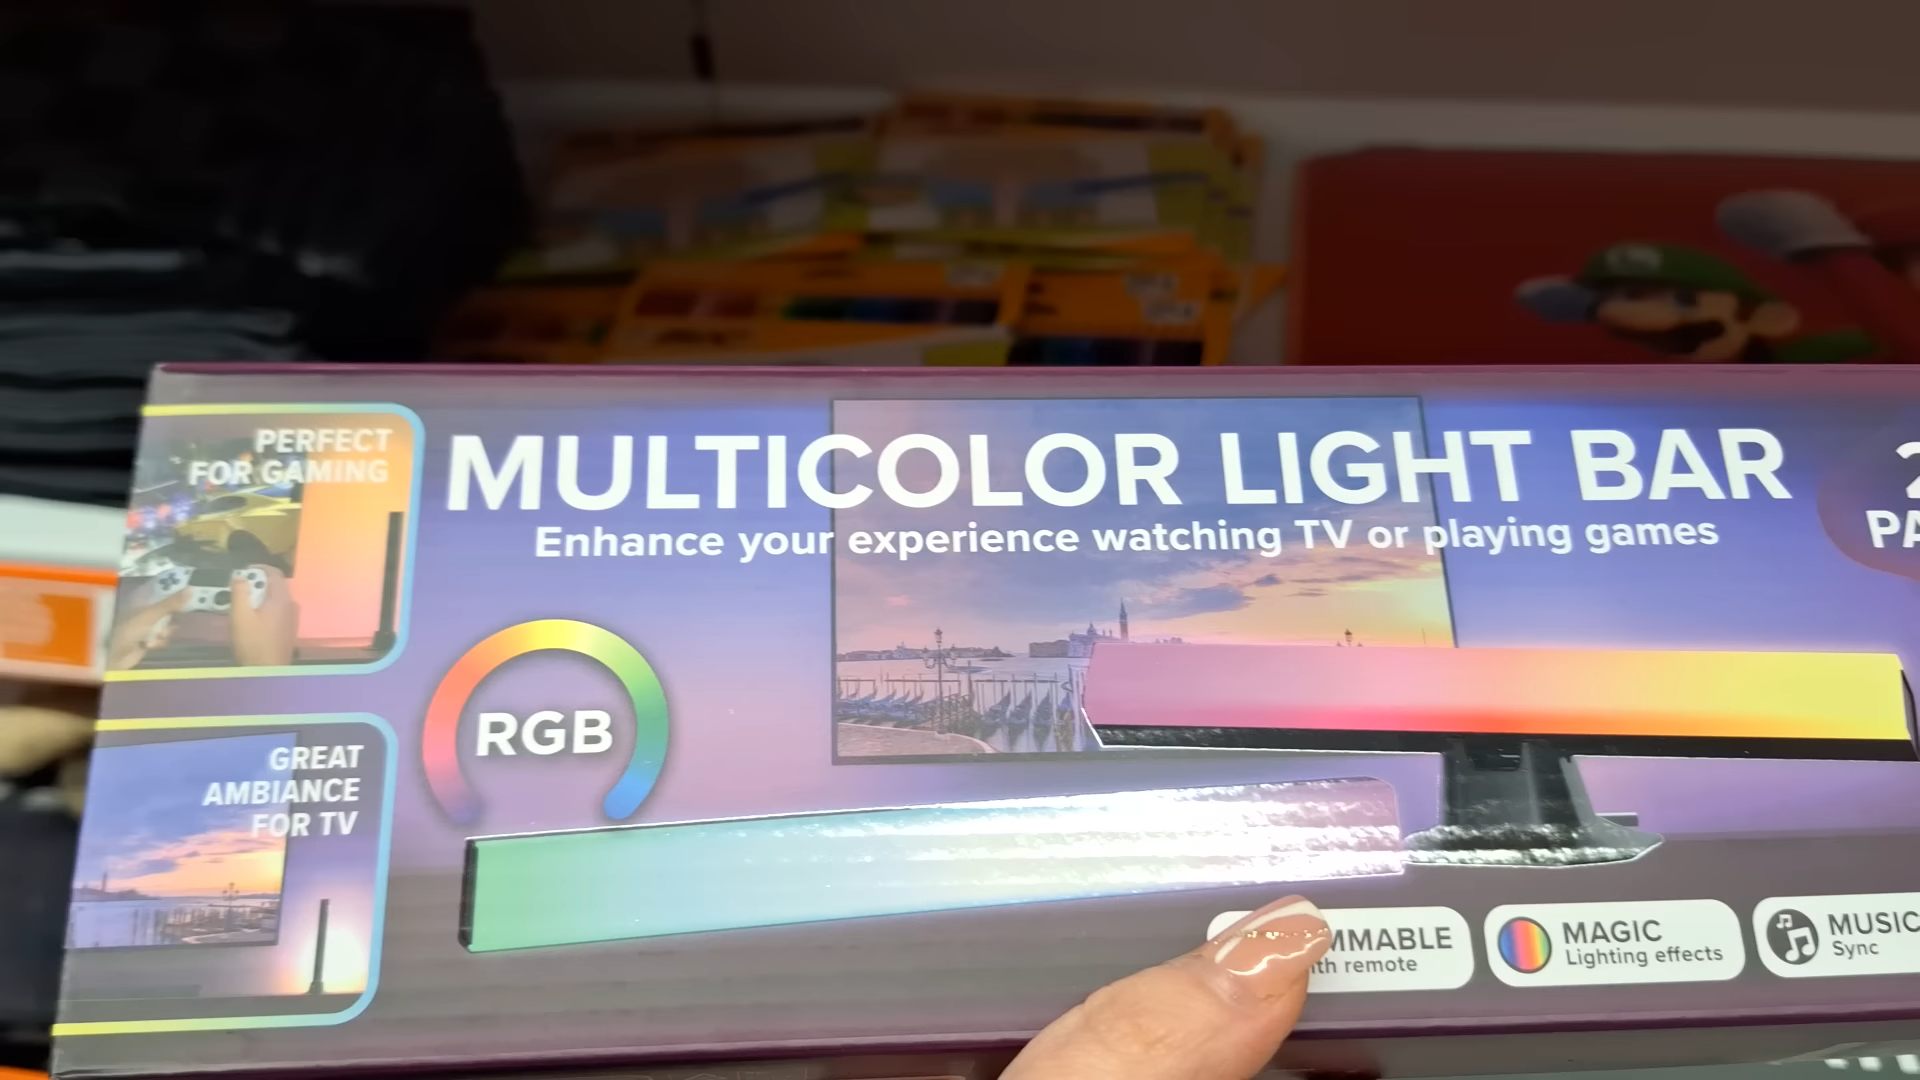 PERFECT
FOR GAMING
MULTICOLOR LIGHT BAR
Enhance your experience watching TV or playing games
2
PA
RGB
GREAT
AMBIANCE
FOR TV
MMABLE
th remote
MAGIC
Lighting effects
MUSIC
Sync